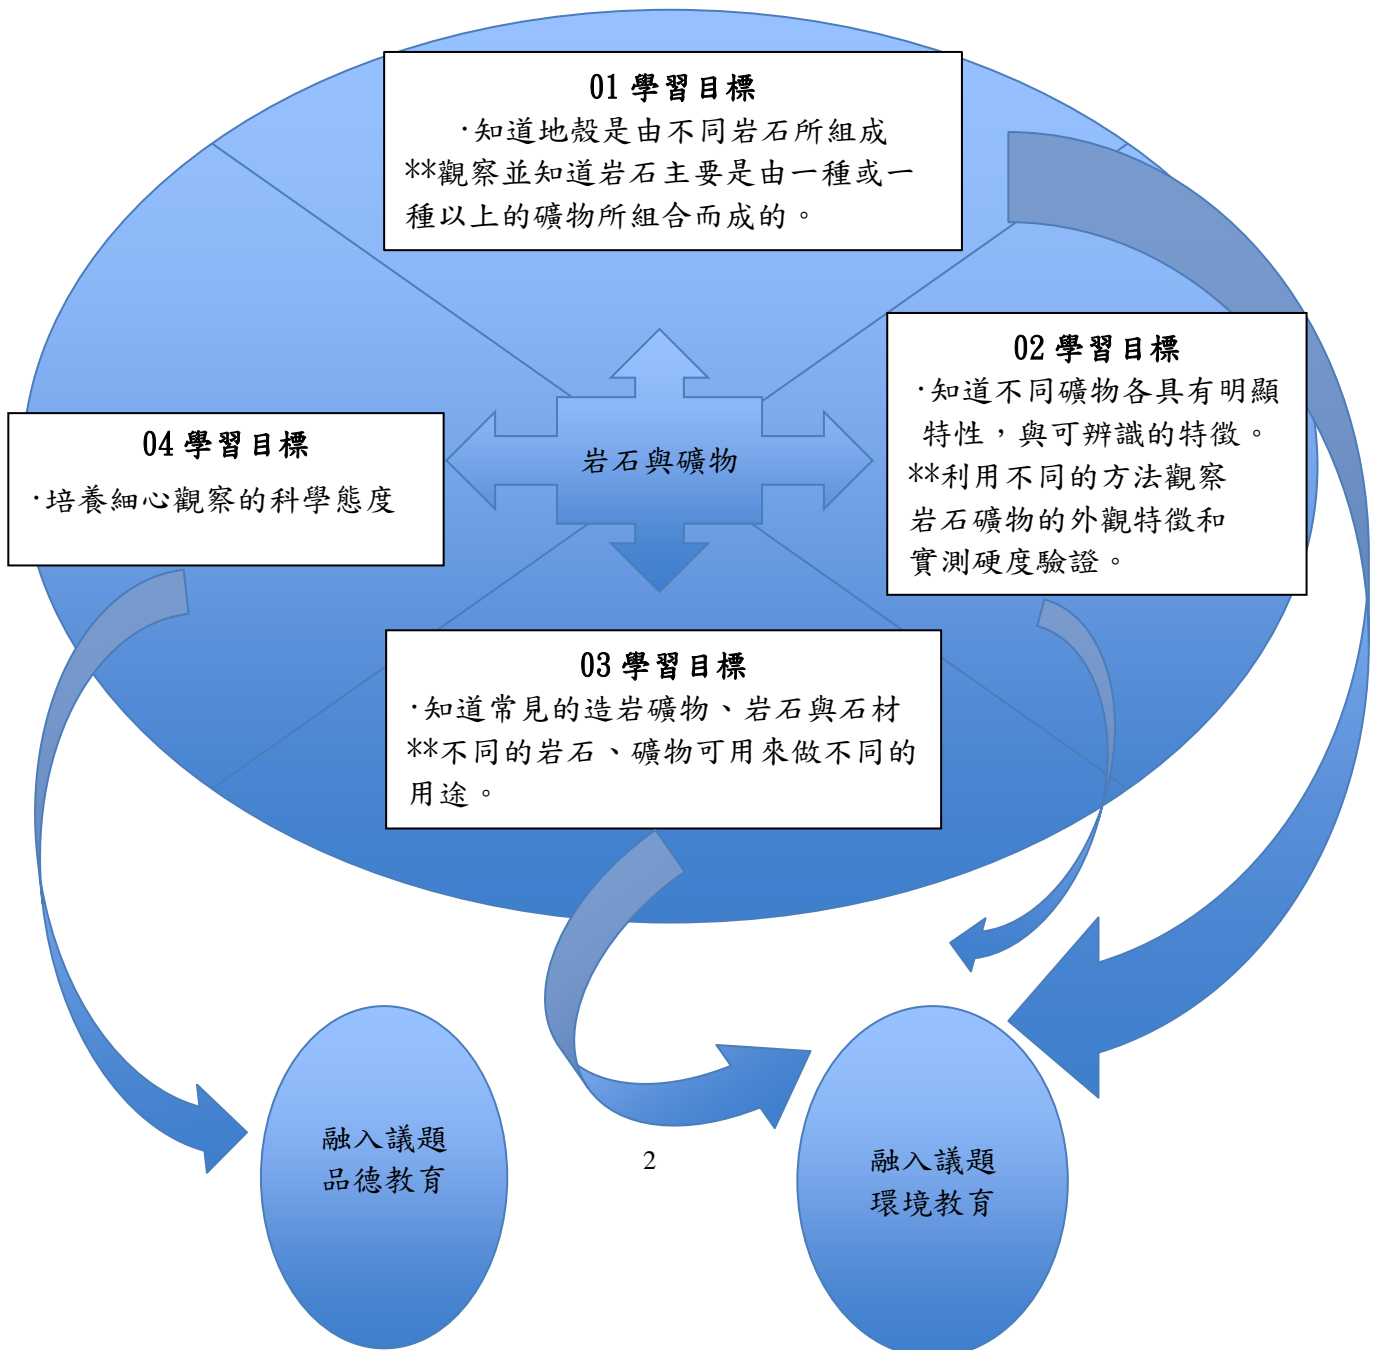 01 學習目標
·知道地殼是由不同岩石所組成
**觀察並知道岩石主要是由一種或一
種以上的礦物所組合而成的。
02 學習目標
·知道不同礦物各具有明顯
特性,與可辨識的特徵。
**利用不同的方法觀察
岩石礦物的外觀特徵和
實測硬度驗證。
岩石與礦物
04 學習目標
·培養細心觀察的科學態度
03 學習目標
·知道常見的造岩礦物、岩石與石材
**不同的岩石、礦物可用來做不同的
用途。
融入議題
品德教育
2
融入議題
環境教育